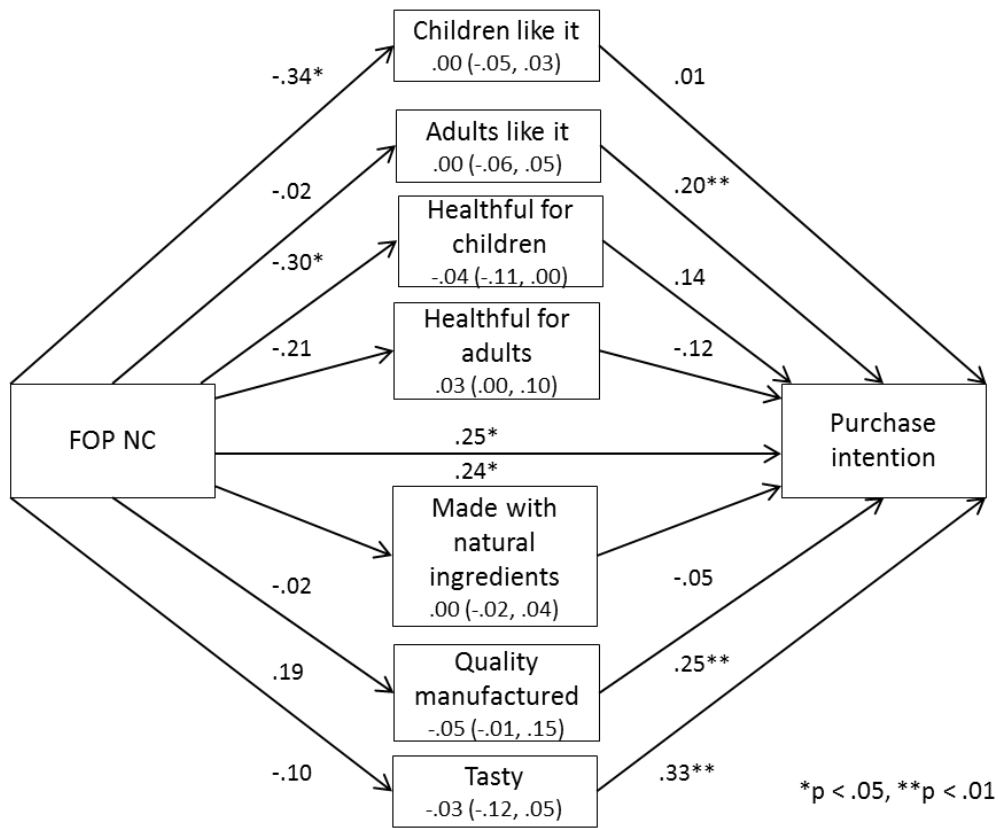 Children like it
.00 (-.05, .03)
-.34*
.01
Adults like it
.00 (-.06, .05)
-.02
.20**
Healthful for
children
-.04 (-.11, .00)
-.30*
.14
Healthful for
adults
.03 (.00, .10)
-.21
-.12
FOP NC
.25*
.24*
Purchase
intention
Made with
natural
ingredients
.00 (-.02, .04)
-.02
-.05
Quality
manufactured
-.05 (-.01, .15)
.19
.25**
Tasty
-.03 (-.12, .05)
-.10
.33**
*p < .05, **p < .01